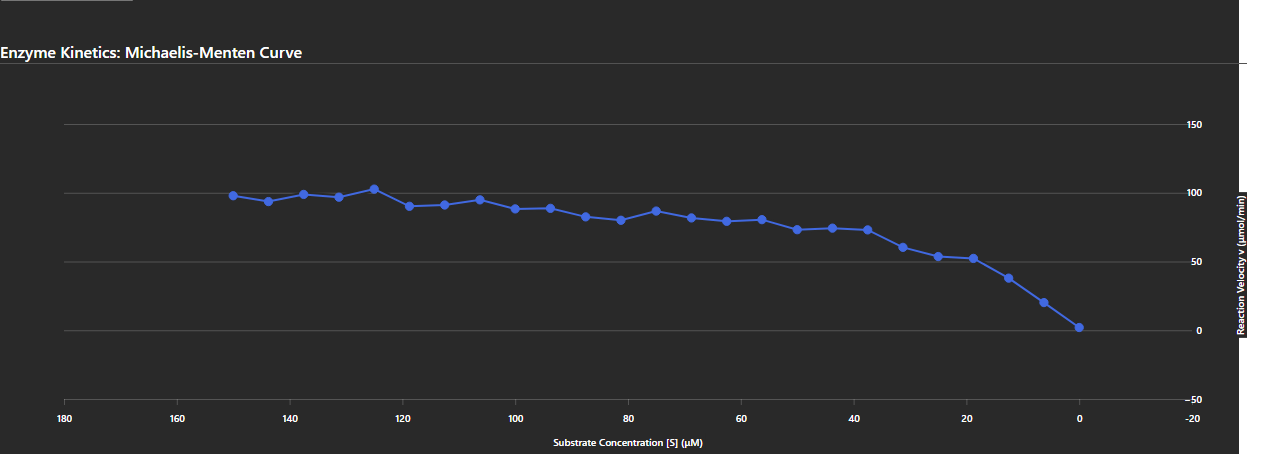 Enzyme Kinetics: Michaelis-Menten Curve
150
100
50
0
−50
180 160 140 120 100 80 60 40 20 0 -20
Substrate Concentration [S] (μM)
Reaction Velocity v (μmol/min)